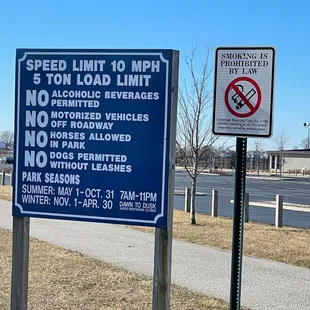 SPEED LIMIT 10 MPH
5 TON LOAD LIMIT
NO ALCOHOLIC BEVERAGES
PERMITTED
NO MOTORIZED VEHICLES
OFF ROADWAY
NO HORSES ALLOWED
IN PARK
NO DOGS PERMITTED
WITHOUT LEASHES
PARK SEASONS
SUMMER: MAY 1-OCT. 31 7AM-11PM
WINTER: NOV. 1-APR. 30 DAWN TO DUSK
SMOKING IS
PROHIBITED
BY LAW